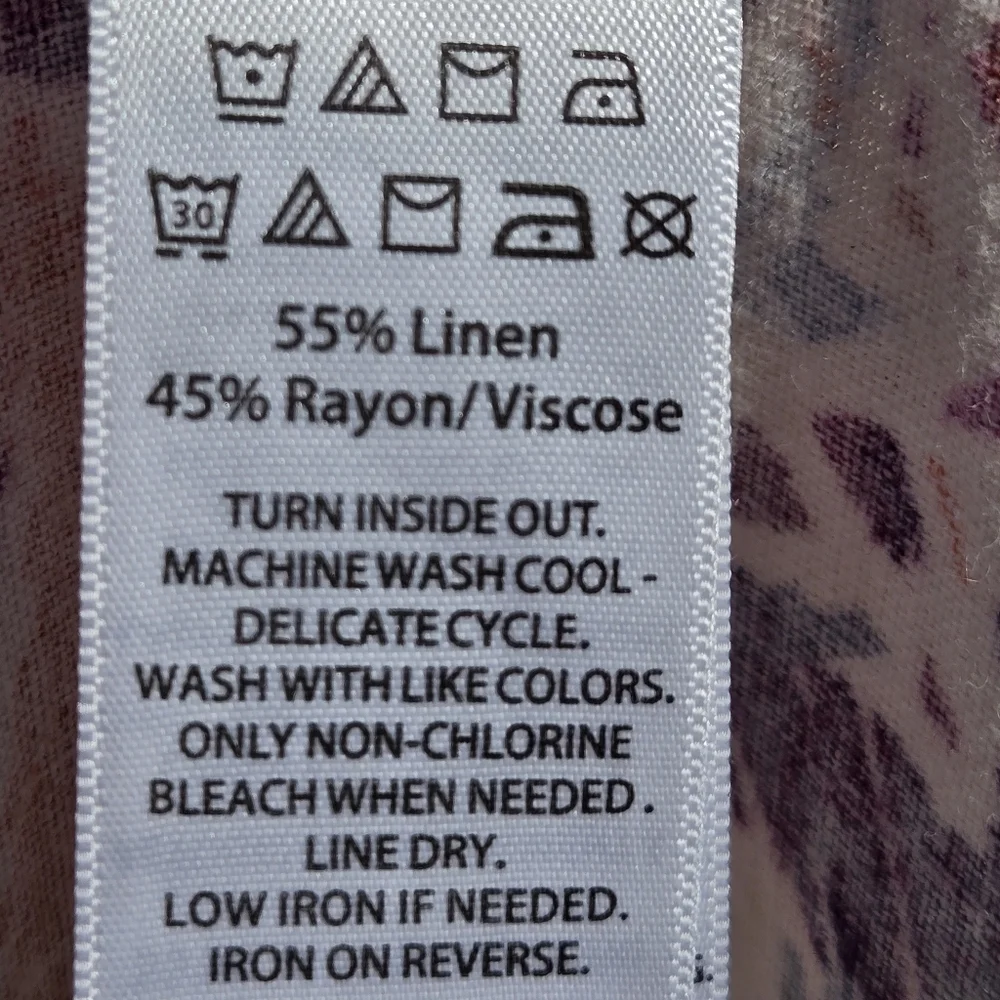 30
55% Linen
45% Rayon/Viscose
TURN INSIDE OUT.
MACHINE WASH COOL -
DELICATE CYCLE.
WASH WITH LIKE COLORS.
ONLY NON-CHLORINE
BLEACH WHEN NEEDED.
LINE DRY.
LOW IRON IF NEEDED.
IRON ON REVERSE.